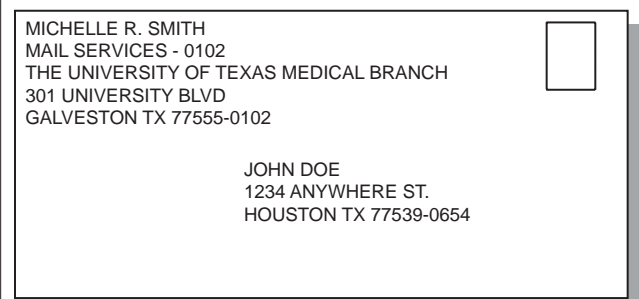 MICHELLE R. SMITH
MAIL SERVICES - 0102
THE UNIVERSITY OF TEXAS MEDICAL BRANCH
301 UNIVERSITY BLVD
GALVESTON TX 77555-0102
JOHN DOE
1234 ANYWHERE ST.
HOUSTON TX 77539-0654